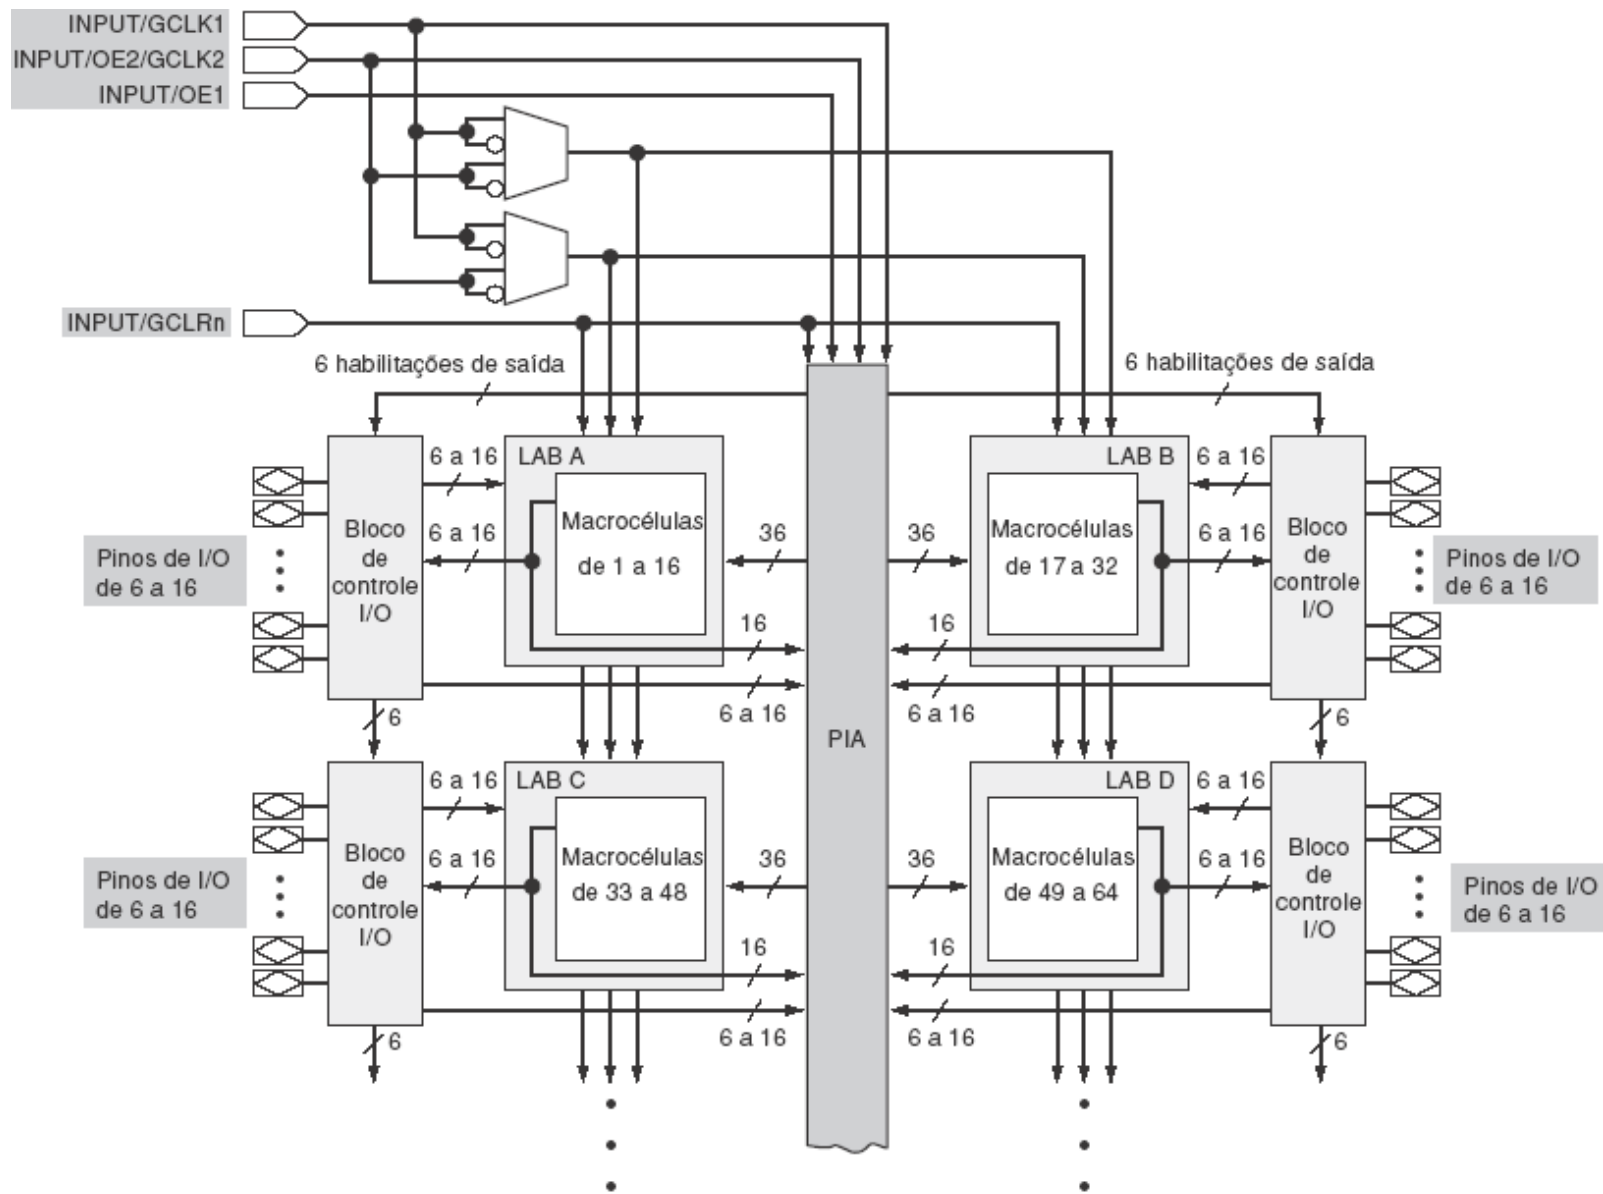 INPUT/GCLK1
INPUT/OE2/GCLK2
INPUT/OE1
INPUT/GCLRn
6 habilitações de saída
6 habilitações de saída
6 a 16
LAB A
LAB B
6 a 16
Bloco
de
controle
I/O
6 a 16
Macrocélulas
de 1 a 16
36
36
Macrocélulas
de 17 a 32
6 a 16
Bloco
de
controle
I/O
Pinos de I/O
de 6 a 16
Pinos de I/O
de 6 a 16
16
16
6 a 16
6 a 16
6
6
PIA
LAB C
LAB D
6 a 16
6 a 16
Bloco
de
controle
I/O
6 a 16
Macrocélulas
de 33 a 48
36
36
Macrocélulas
de 49 a 64
6 a 16
Bloco
de
controle
I/O
Pinos de I/O
de 6 a 16
Pinos de I/O
de 6 a 16
16
16
6 a 16
6 a 16
6
6